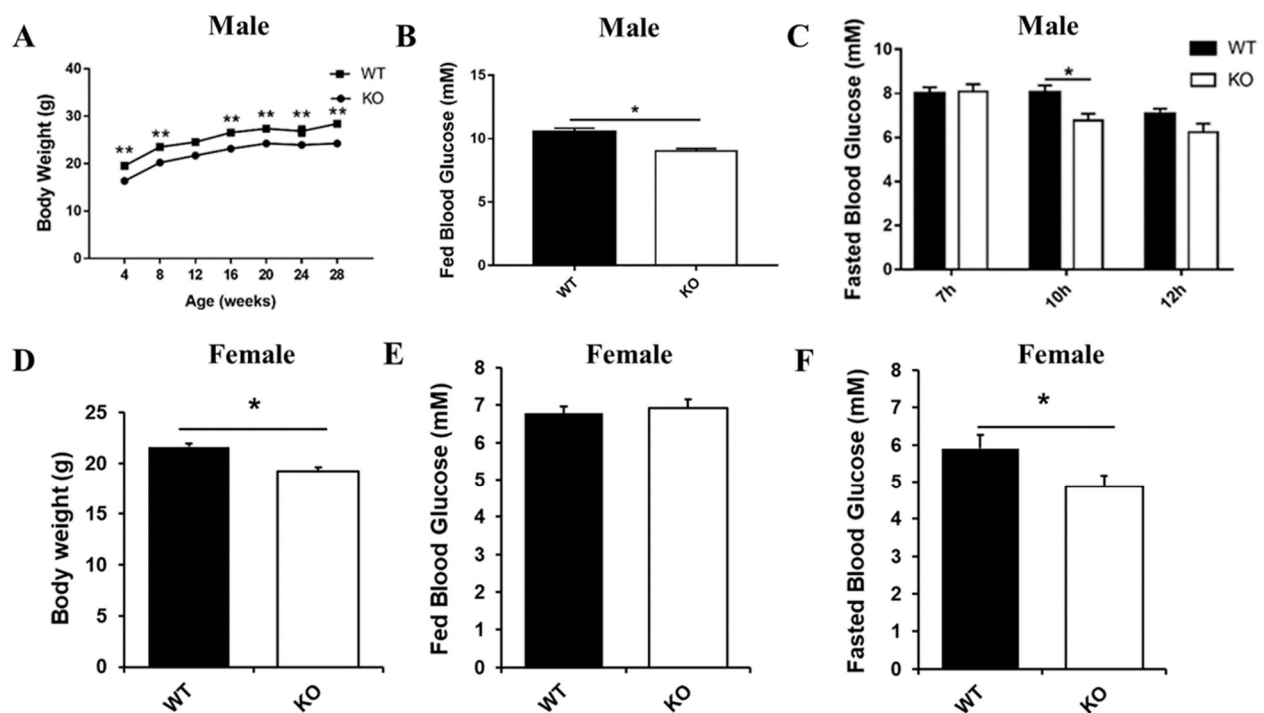 A
Male
Body Weight (g)
40
30
20
10
0
WT
KO
**
**
**
**
**
**
4
8
12
16
20
24
28
Age (weeks)
B
Male
Fed Blood Glucose (mM)
15
10
5
0
*
WT
KO
C
Male
Fasted Blood Glucose (mM)
10
8
6
4
2
0
*
WT
KO
7h
10h
12h
D
Female
Body weight (g)
25
20
15
10
5
0
*
WT
KO
E
Female
Fed Blood Glucose (mM)
8
7
6
5
4
3
2
1
0
WT
KO
F
Female
Fasted Blood Glucose (mM)
8
7
6
5
4
3
2
1
0
*
WT
KO